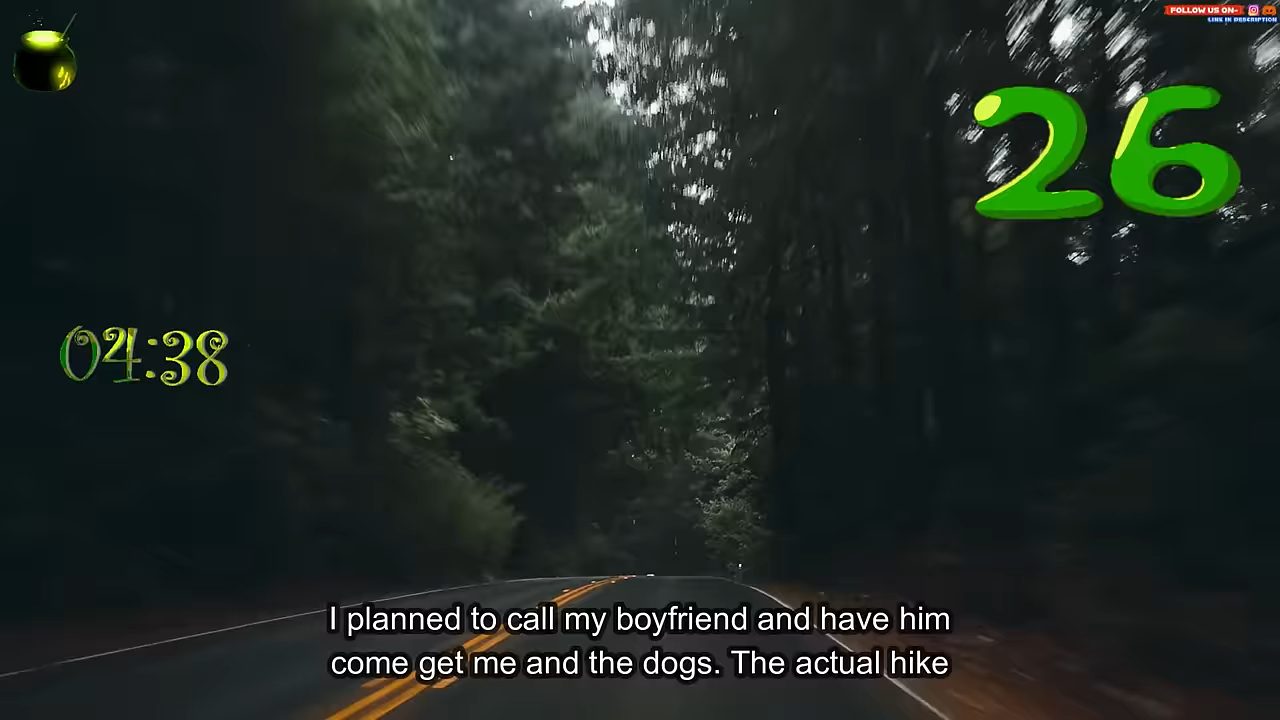 FOLLOW US ON-
LINK IN DESCRIPTION
26
04:38
I planned to call my boyfriend and have him
come get me and the dogs. The actual hike